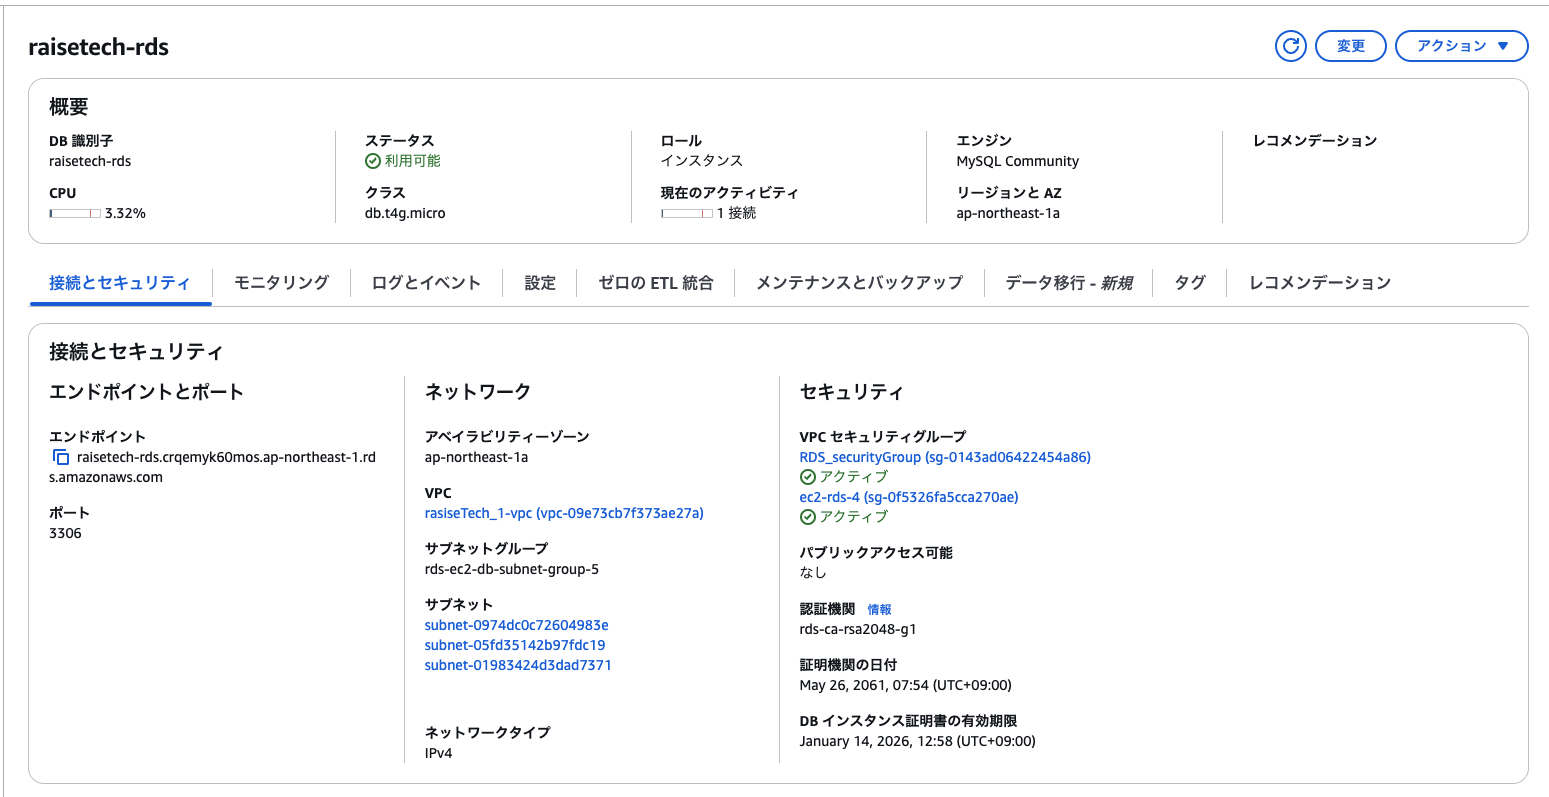 raisetech-rds
変更
アクション
概要
DB 識別子
raisetech-rds
CPU
3.32%
ステータス
利用可能
クラス
db.t4g.micro
ロール
インスタンス
現在のアクティビティ
1 接続
エンジン
MySQL Community
リージョンと AZ
ap-northeast-1a
レコメンデーション
接続とセキュリティ
モニタリング
ログとイベント
設定
ゼロの ETL 統合
メンテナンスとバックアップ
データ移行 - 新規
タグ
レコメンデーション
接続とセキュリティ
エンドポイントとポート
エンドポイント
raisetech-rds.crqemyk60mos.ap-northeast-1.rd
s.amazonaws.com
ポート
3306
ネットワーク
アベイラビリティーゾーン
ap-northeast-1a
VPC
rasiseTech_1-vpc (vpc-09e73cb7f373ae27a)
サブネットグループ
rds-ec2-db-subnet-group-5
サブネット
subnet-0974dc0c72604983e
subnet-05fd35142b97fdc19
subnet-01983424d3dad7371
ネットワークタイプ
IPv4
セキュリティ
VPC セキュリティグループ
RDS_securityGroup (sg-0143ad06422454a86)
アクティブ
ec2-rds-4 (sg-0f5326fa5cca270ae)
アクティブ
パブリックアクセス可能
なし
認証機関 情報
rds-ca-rsa2048-g1
証明機関の日付
May 26, 2061, 07:54 (UTC+09:00)
DB インスタンス証明書の有効期限
January 14, 2026, 12:58 (UTC+09:00)